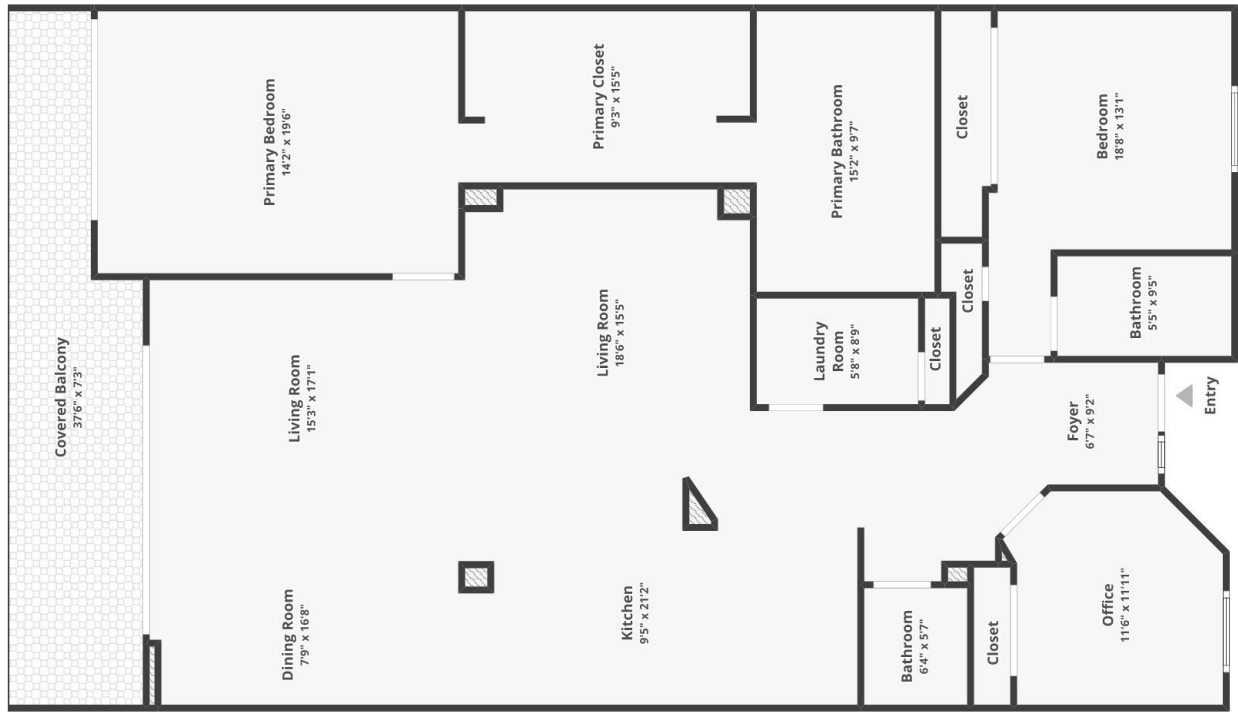 Covered Balcony
37'6" x 7'3"
Primary Bedroom
14'2" x 19'6"
Living Room
15'3" x 17'1"
Dining Room
7'9" x 16'8"
Primary Closet
9'3" x 15'5"
Living Room
18'6" x 15'5"
Kitchen
9'5" x 21'2"
Primary Bathroom
15'2" x 9'7"
Laundry
Room
5'8" x 8'9"
Closet
Bathroom
6'4" x 5'7"
Closet
Closet
Closet
Bedroom
18'8" x 13'1"
Bathroom
5'5" x 9'5"
Foyer
6'7" x 9'2"
Entry
Office
11'6" x 11'11"